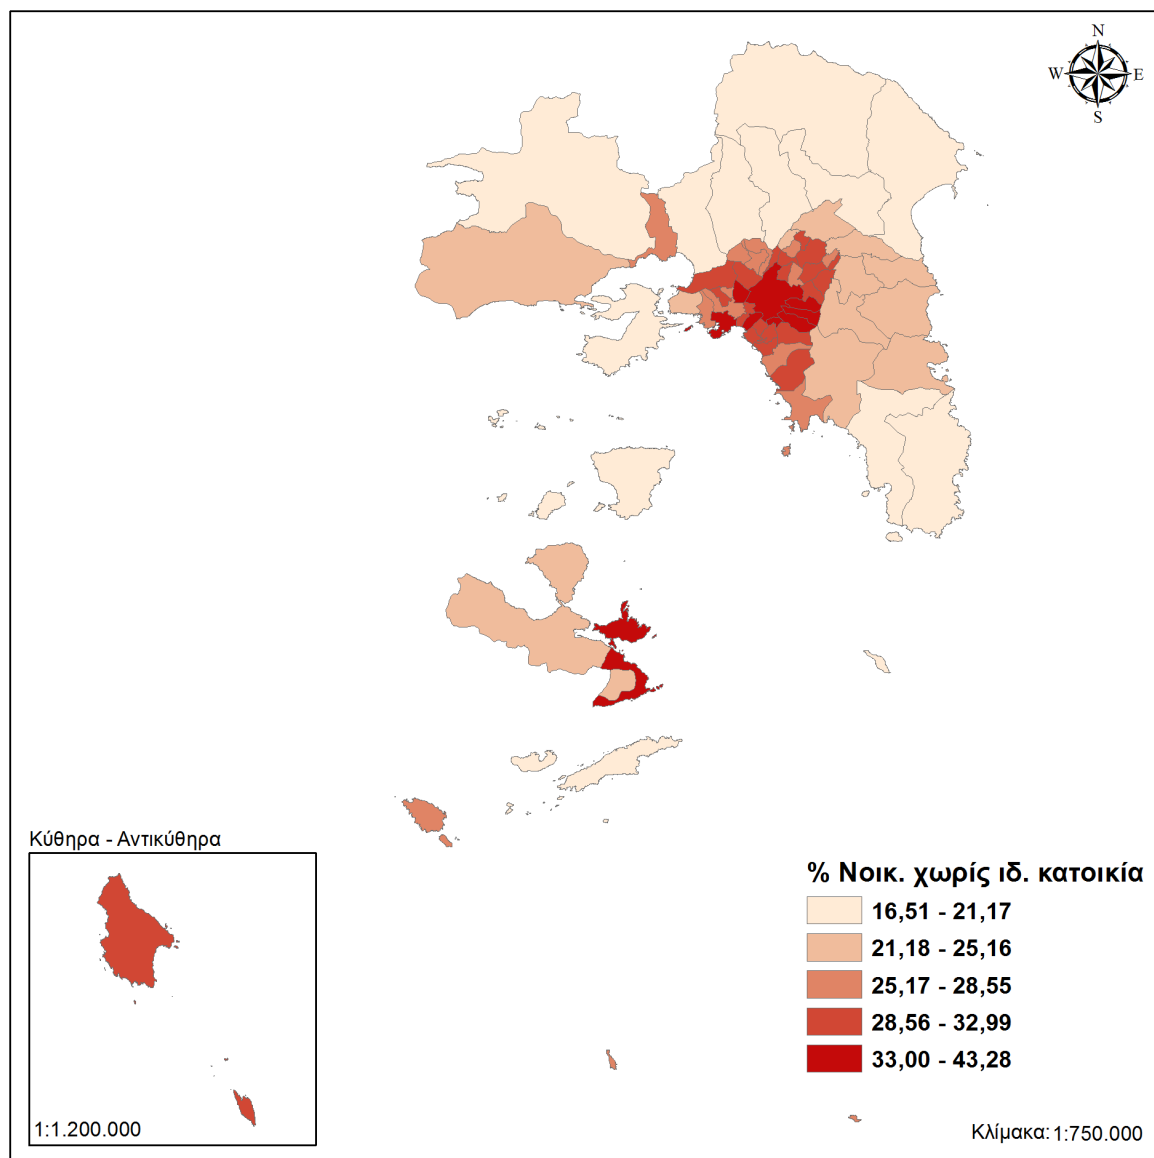 N
W E
S
Κύθηρα - Αντικύθηρα
1:1.200.000
% Νοικ. χωρίς ιδ. κατοικία
16,51 - 21,17
21,18 - 25,16
25,17 - 28,55
28,56 - 32,99
33,00 - 43,28
Κλίμακα: 1:750.000